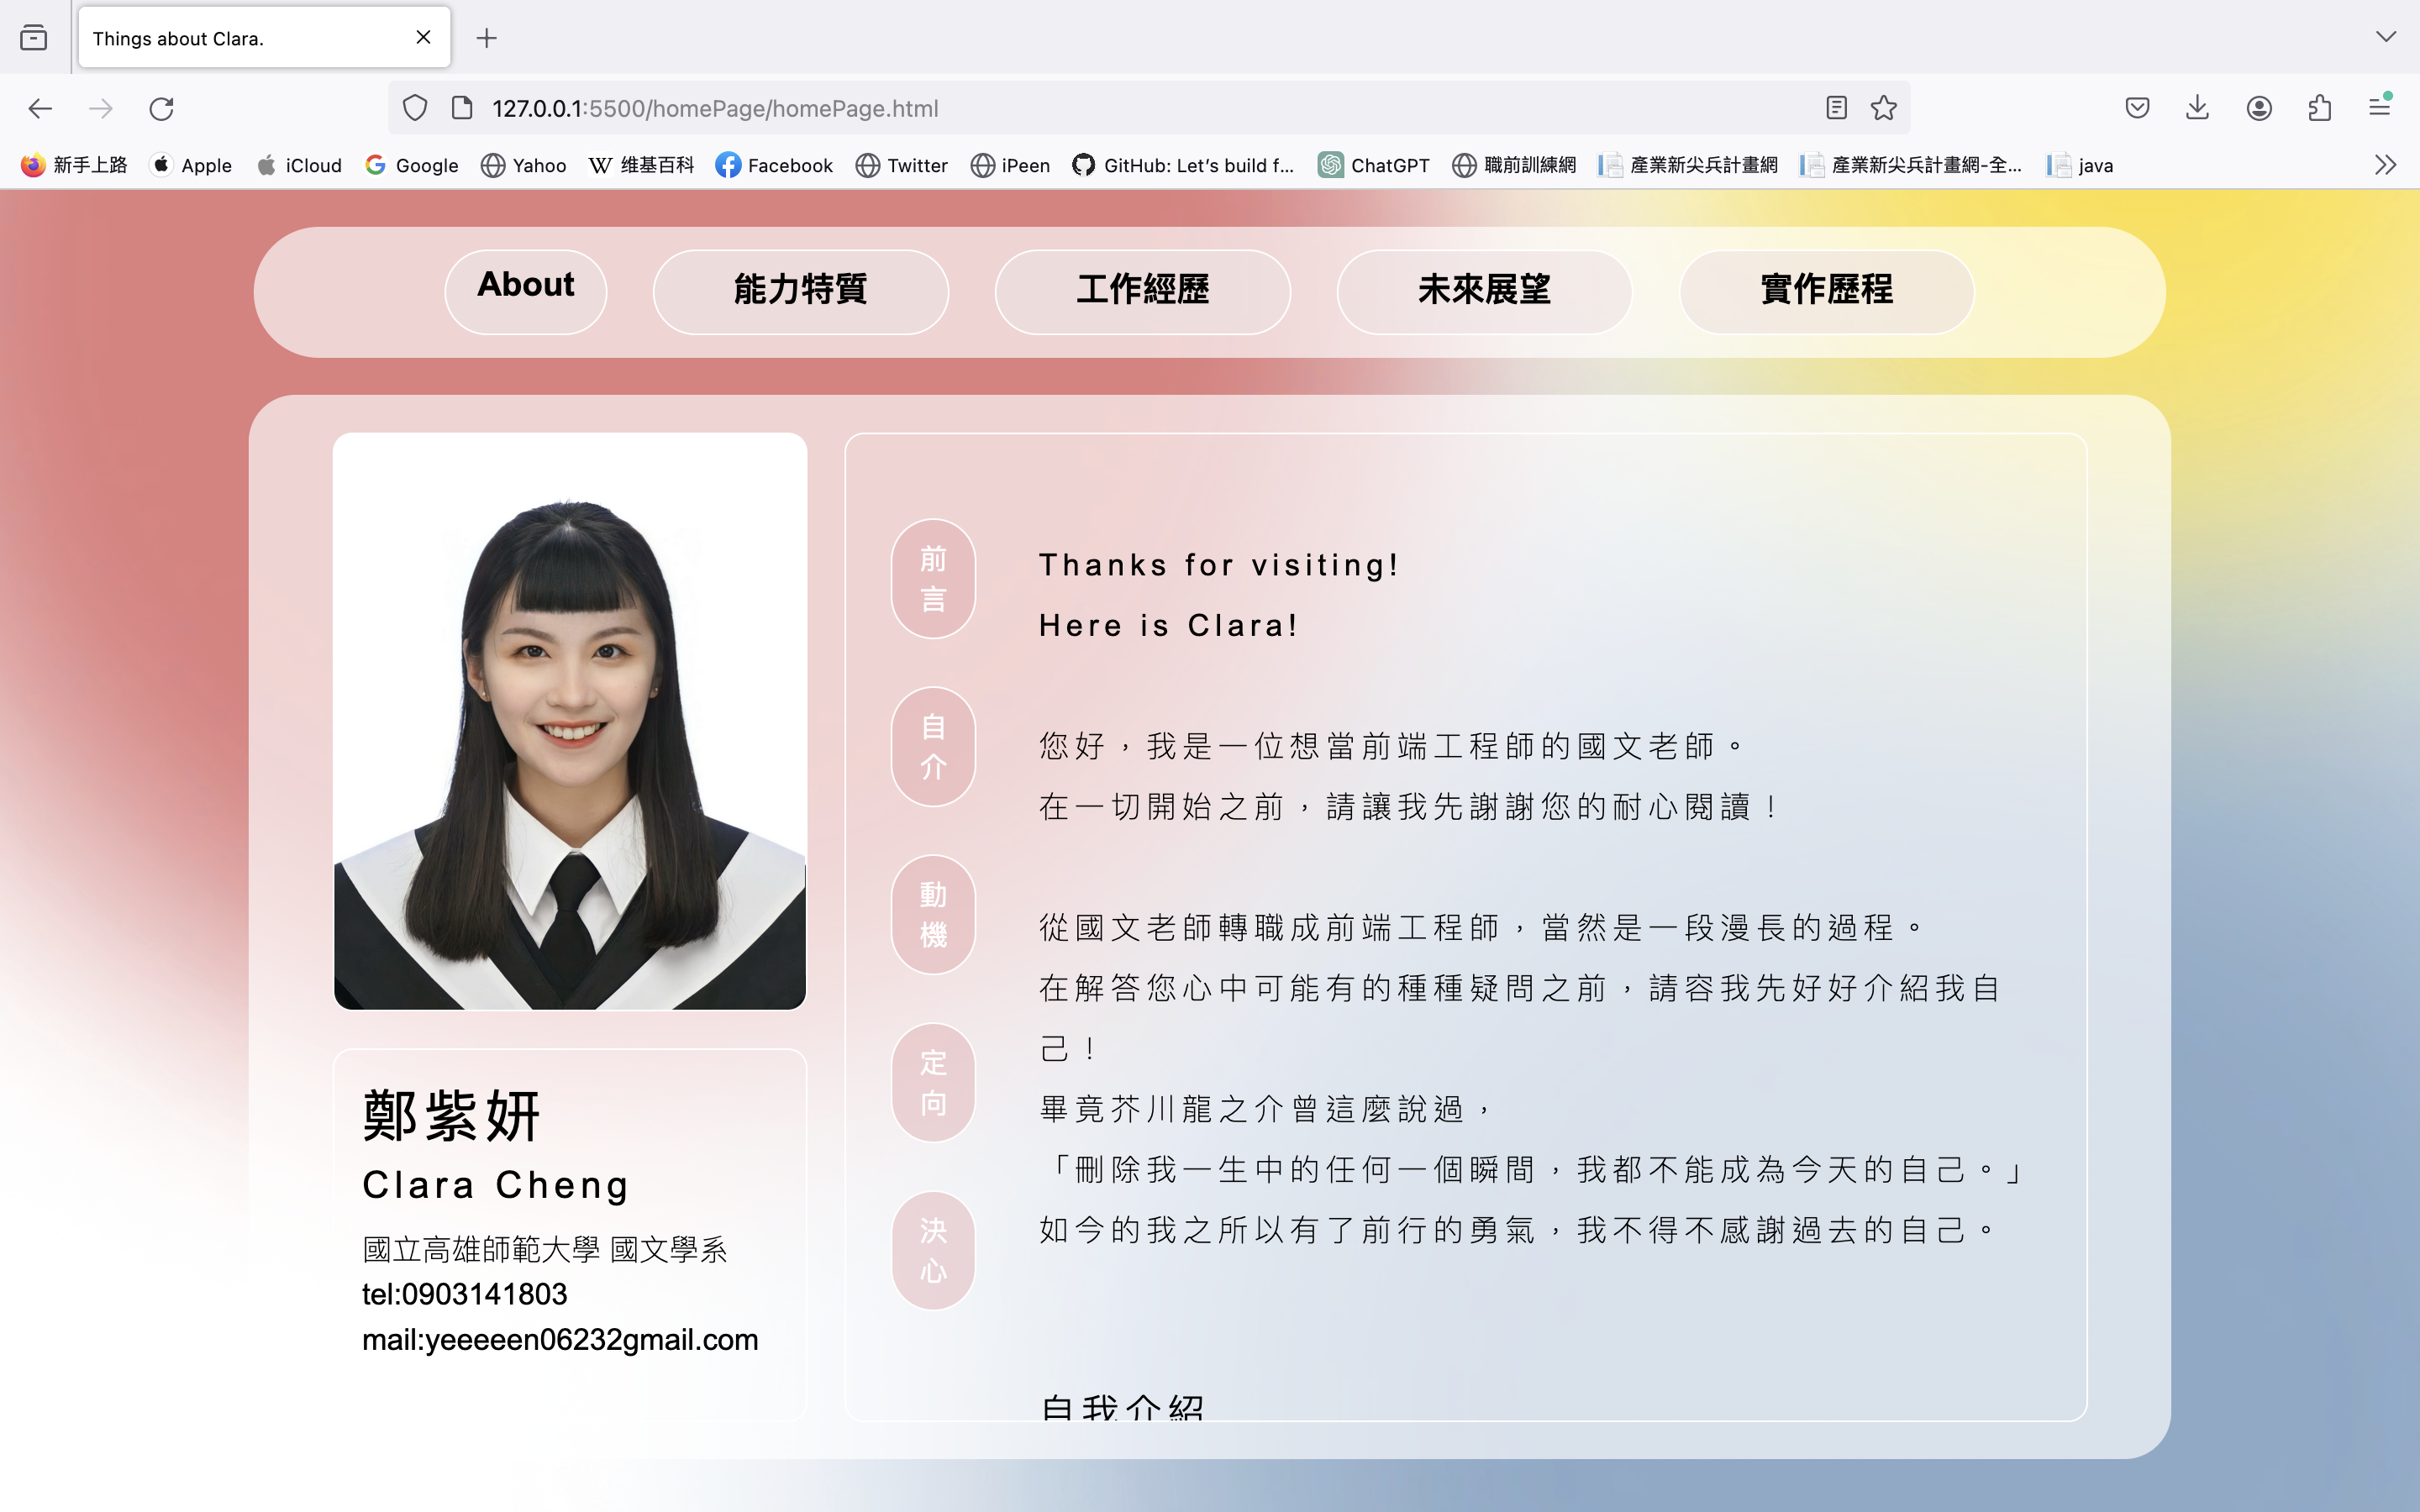 Things about Clara.
127.0.0.1:5500/homePage/homePage.html
新手上路 Apple iCloud Google Yahoo 维基百科 Facebook Twitter iPeen GitHub: Let's build f... ChatGPT 職前訓練網 產業新尖兵計畫網 產業新尖兵計畫網-全... java
About 能力特質 工作經歷 未來展望 實作歷程
鄭紫妍
Clara Cheng
國立高雄師範大學 國文學系
tel:0903141803
mail:yeeeeen06232gmail.com
前
言
自
介
動
機
定
向
決
心
Thanks for visiting!
Here is Clara!
您好，我是一位想當前端工程師的國文老師。
在一切開始之前，請讓我先謝謝您的耐心閱讀！
從國文老師轉職成前端工程師，當然是一段漫長的過程。
在解答您心中可能有的種種疑問之前，請容我先好好介紹我自
己！
畢竟芥川龍之介曾這麼說過，
「刪除我一生中的任何一個瞬間，我都不能成為今天的自己。」
如今的我之所以有了前行的勇氣，我不得不感謝過去的自己。
自我介紹